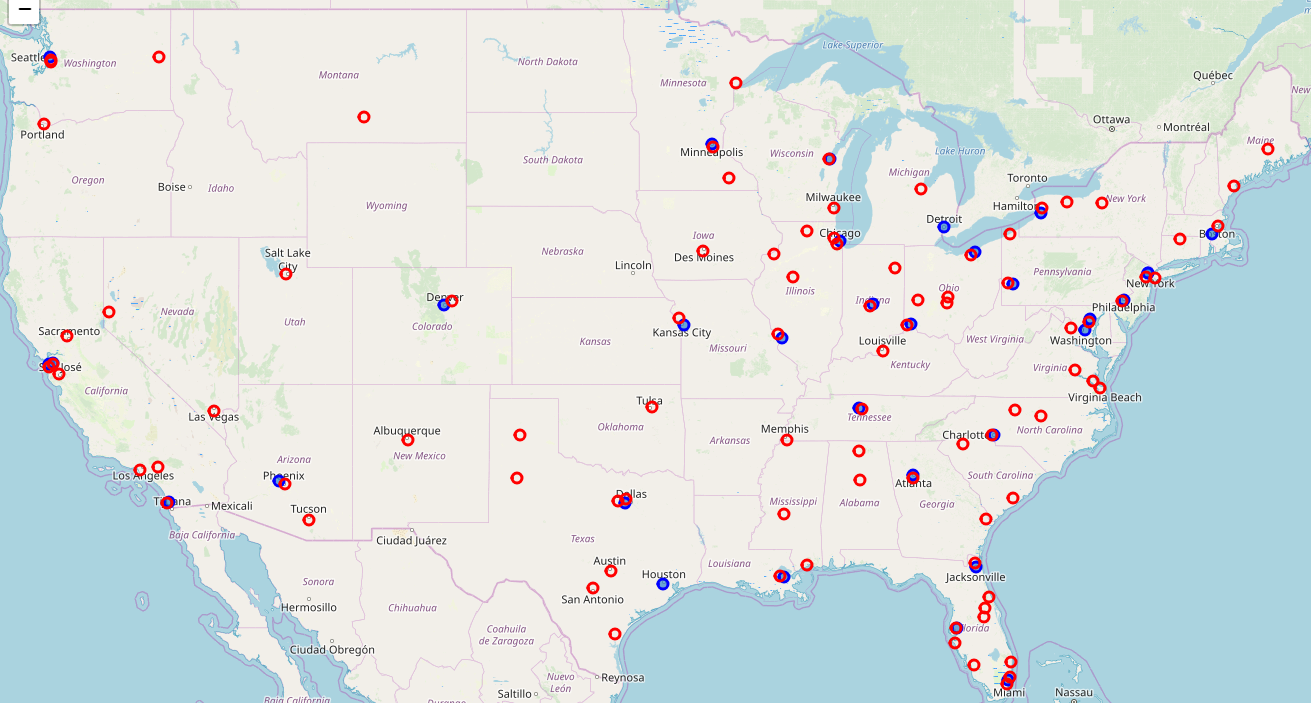 −
Seattle
Washington
Montana
North Dakota
Minnesota
Lake Superior
Québec
Portland
Ottawa
Montréal
Maine
Minneapolis
Wisconsin
Lake Huron
Michigan
Toronto
Oregon
Boise
Idaho
South Dakota
Wyoming
Milwaukee
Hamilton
New York
Detroit
Chicago
Boston
Salt Lake
City
Nebraska
Iowa
Des Moines
Lincoln
Illinois
Indiana
Ohio
Pennsylvania
New York
Denver
Colorado
Nevada
Utah
Sacramento
Kansas City
Philadelphia
Kansas
Missouri
Louisville
Kentucky
West Virginia
Washington
San José
California
Virginia
Virginia Beach
Las Vegas
Tulsa
Oklahoma
Arkansas
Memphis
Tennessee
Charlotte
North Carolina
Albuquerque
New Mexico
Arizona
Phoenix
Los Angeles
Tijuana
Mexicali
Tucson
Dallas
Mississippi
Alabama
Atlanta
Georgia
South Carolina
Baja California
Ciudad Juárez
Texas
Austin
Houston
Louisiana
San Antonio
Jacksonville
Sonora
Hermosillo
Chihuahua
Coahuila
de Zaragoza
Florida
Ciudad Obregón
Nuevo
León
Reynosa
Saltillo
Miami
Nassau
Baja California
Durango